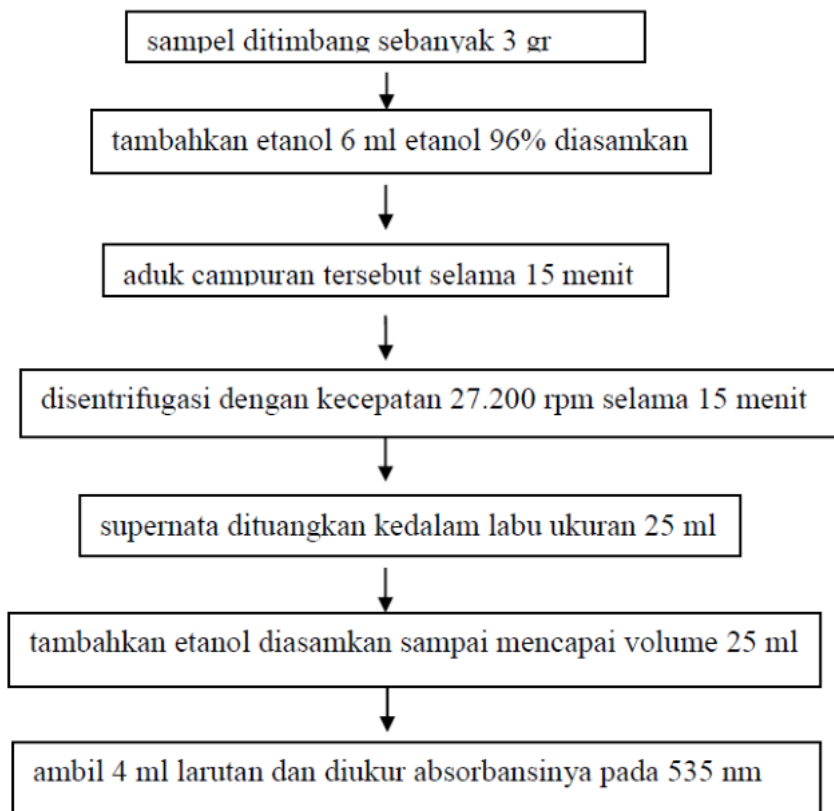 sampel ditimbang sebanyak 3 gr
tambahkan etanol 6 ml etanol 96% diasamkan
aduk campuran tersebut selama 15 menit
disentrifugasi dengan kecepatan 27.200 rpm selama 15 menit
supernata dituangkan kedalam labu ukuran 25 ml
tambahkan etanol diasamkan sampai mencapai volume 25 ml
ambil 4 ml larutan dan diukur absorbansinya pada 535 nm